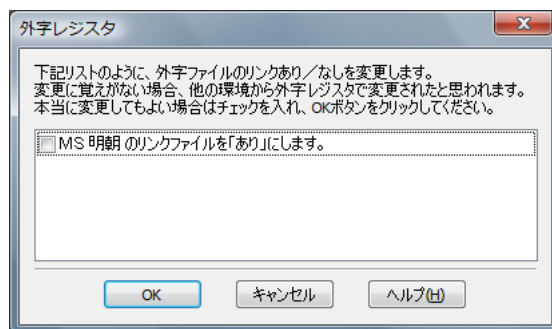 外字レジスタ
下記リストのように、外字ファイルのリンクあり／なしを変更します。
変更に覚えがない場合、他の環境から外字レジスタで変更されたと思われます。
本当に変更してもよい場合はチェックを入れ、OKボタンをクリックしてください。
MS 明朝 のリンクファイルを「あり」にします。
OK キャンセル ヘルプ(H)